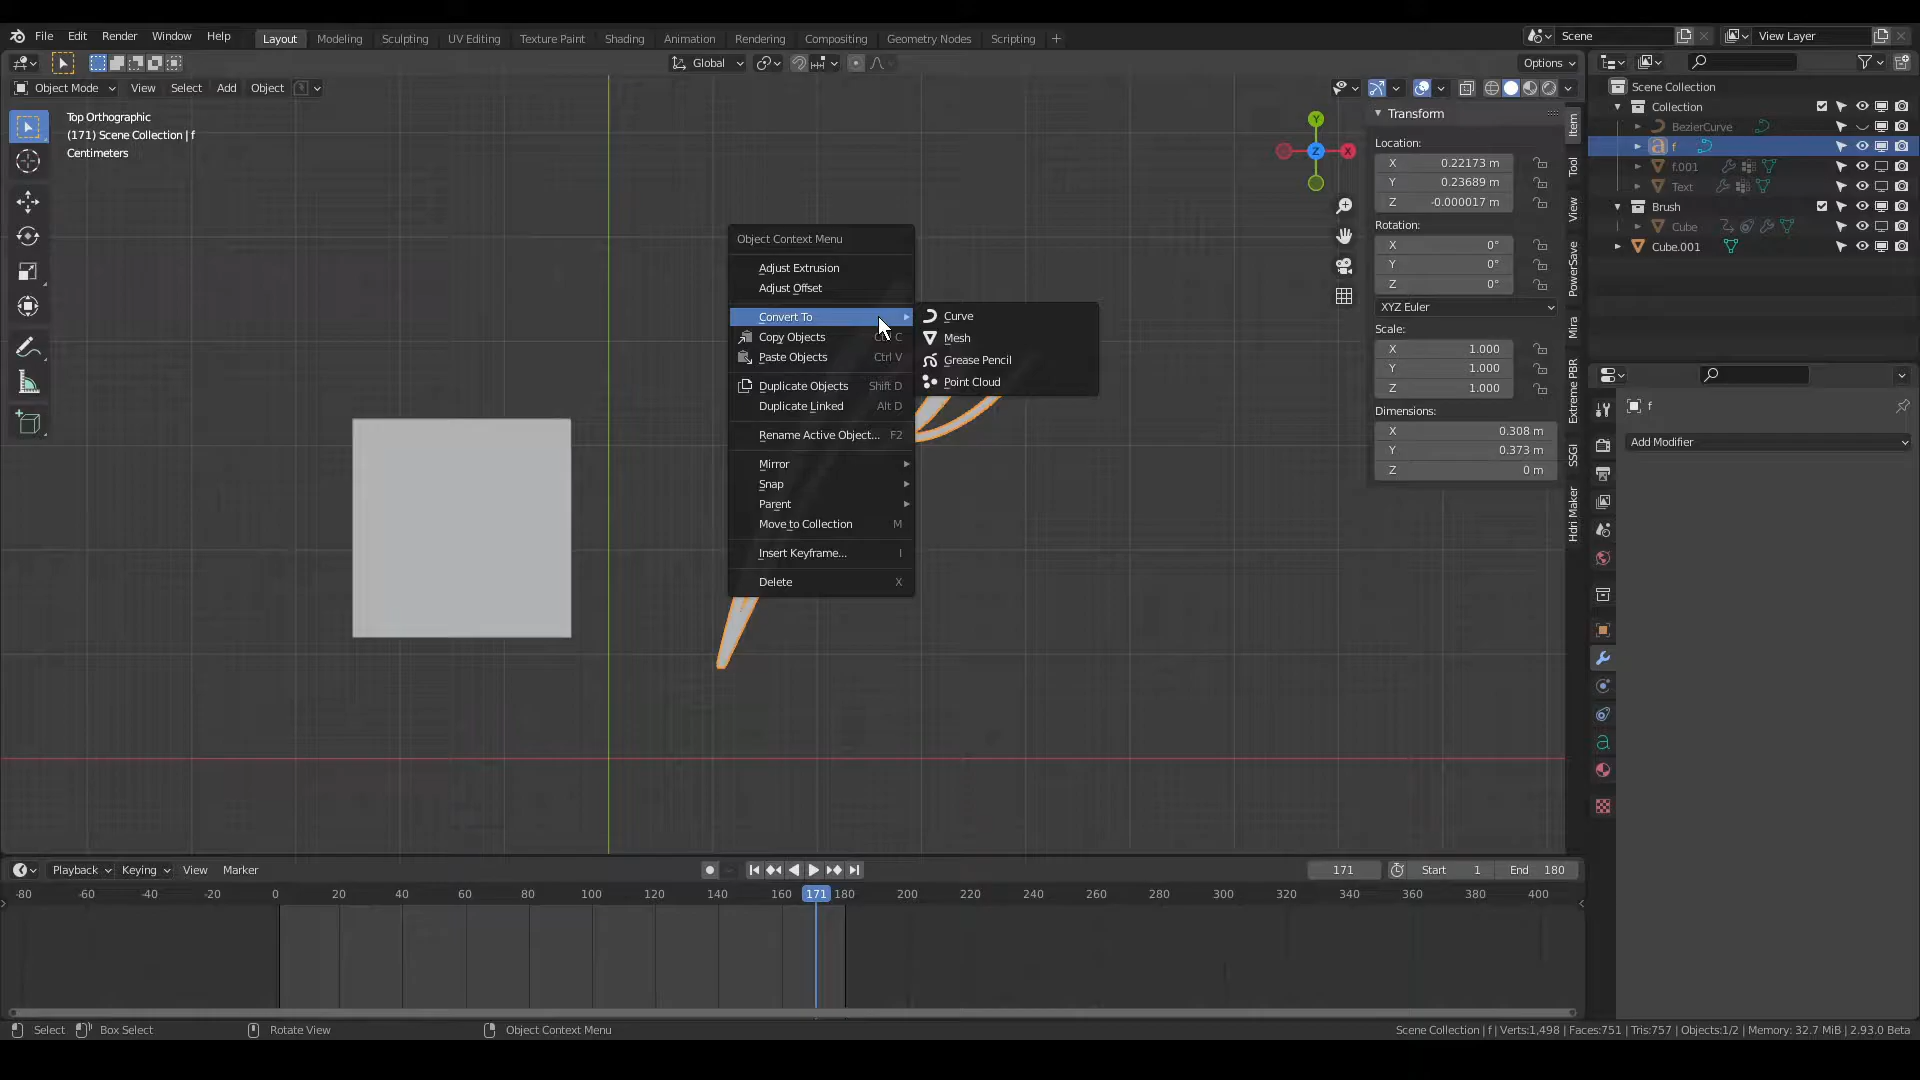 File Edit Render Window Help
Layout Modeling Sculpting UV Editing Texture Paint Shading Animation Rendering Compositing Geometry Nodes Scripting +
Scene
View Layer
Global
Options
Object Mode View Select Add Object
Top Orthographic
(171) Scene Collection | f
Centimeters
Y
X
Z
Object Context Menu
Adjust Extrusion
Adjust Offset
Convert To
Copy Objects
Paste Objects Ctrl V
Duplicate Objects Shift D
Duplicate Linked Alt D
Rename Active Object... F2
Mirror
Snap
Parent
Move to Collection M
Insert Keyframe... I
Delete X
Curve
Mesh
Grease Pencil
Point Cloud
Transform
Location:
X 0.22173 m
Y 0.23689 m
Z -0.000017 m
Rotation:
X 0°
Y 0°
Z 0°
XYZ Euler
Scale:
X 1.000
Y 1.000
Z 1.000
Dimensions:
X 0.308 m
Y 0.373 m
Z 0 m
Item
Tool
View
PowerSave
Mira
Extreme PBR
SSGI
Hdri Maker
Scene Collection
Collection
BezierCurve
f
f.001
Text
Brush
Cube
Cube.001
f
Add Modifier
Playback Keying View Marker
171 Start 1 End 180
-80 -60 -40 -20 0 20 40 60 80 100 120 140 160 171 180 200 220 240 260 280 300 320 340 360 380 400
Select Box Select Rotate View Object Context Menu
Scene Collection | f | Verts:1,498 | Faces:751 | Tris:757 | Objects:1/2 | Memory: 32.7 MiB | 2.93.0 Beta